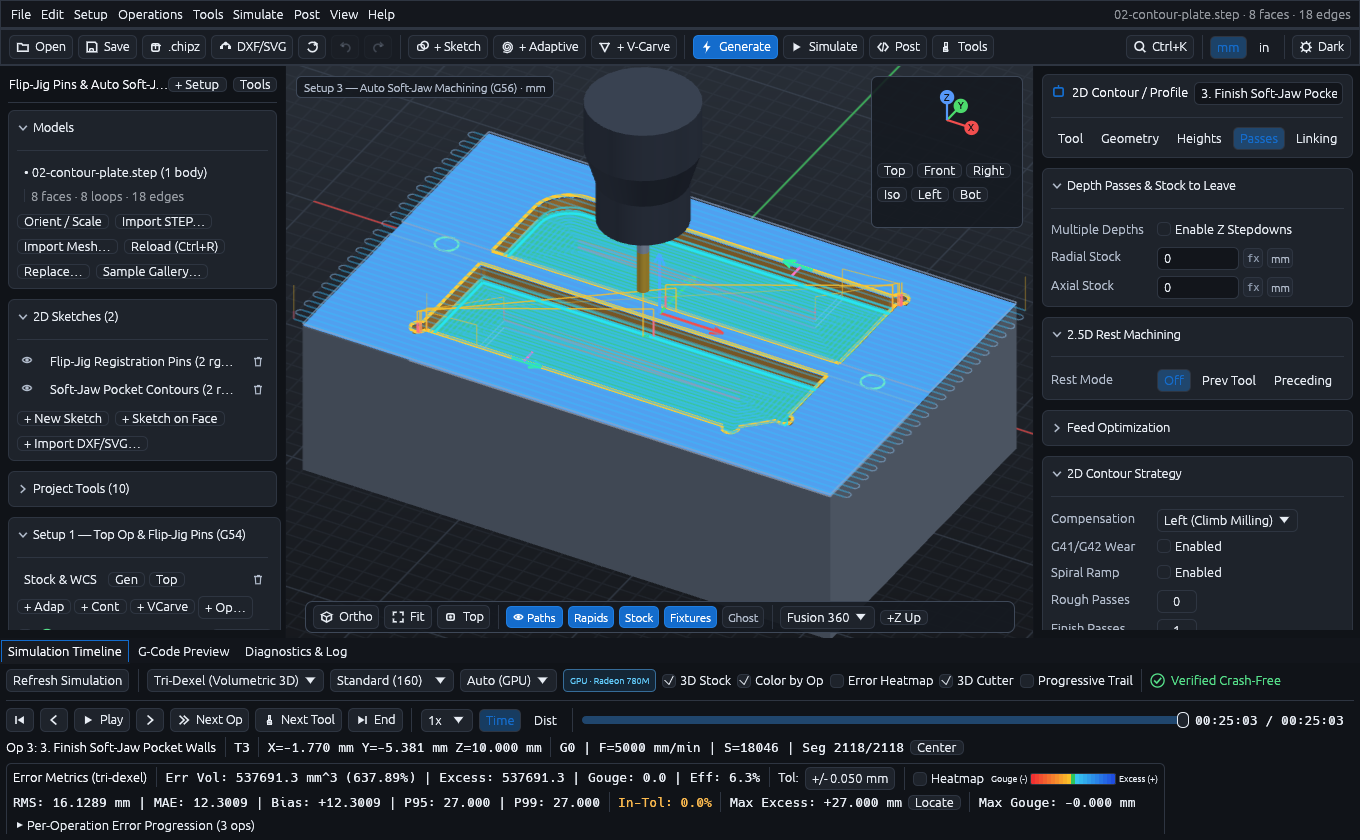 File Edit Setup Operations Tools Simulate Post View Help
02-contour-plate.step · 8 faces · 18 edges
Open Save .chipz DXF/SVG + Sketch + Adaptive + V-Carve Generate Simulate Post Tools Ctrl+K mm in Dark
Flip-Jig Pins & Auto Soft-J... + Setup Tools
Models
• 02-contour-plate.step (1 body)
8 faces · 8 loops · 18 edges
Orient / Scale Import STEP...
Import Mesh... Reload (Ctrl+R)
Replace... Sample Gallery...
2D Sketches (2)
Flip-Jig Registration Pins (2 rg...
Soft-Jaw Pocket Contours (2 r...
+ New Sketch + Sketch on Face
+ Import DXF/SVG...
Project Tools (10)
Setup 1 — Top Op & Flip-Jig Pins (G54)
Stock & WCS Gen Top
+ Adap + Cont + VCarve + Op...
Setup 3 — Auto Soft-Jaw Machining (G56) · mm
Z
Y
X
Top Front Right
Iso Left Bot
Ortho Fit Top Paths Rapids Stock Fixtures Ghost Fusion 360 +Z Up
2D Contour / Profile 3. Finish Soft-Jaw Pocke
Tool Geometry Heights Passes Linking
Depth Passes & Stock to Leave
Multiple Depths Enable Z Stepdowns
Radial Stock 0 fx mm
Axial Stock 0 fx mm
2.5D Rest Machining
Rest Mode Off Prev Tool Preceding
Feed Optimization
2D Contour Strategy
Compensation Left (Climb Milling)
G41/G42 Wear Enabled
Spiral Ramp Enabled
Rough Passes 0
Finish Passes 1
Simulation Timeline G-Code Preview Diagnostics & Log
Refresh Simulation Tri-Dexel (Volumetric 3D) Standard (160) Auto (GPU) GPU · Radeon 780M 3D Stock Color by Op Error Heatmap 3D Cutter Progressive Trail Verified Crash-Free
Play Next Op Next Tool End 1x Time Dist 00:25:03 / 00:25:03
Op 3: 3. Finish Soft-Jaw Pocket Walls T3 X=-1.770 mm Y=-5.381 mm Z=10.000 mm G0 | F=5000 mm/min | S=18046 | Seg 2118/2118 Center
Error Metrics (tri-dexel) Err Vol: 537691.3 mm^3 (637.89%) | Excess: 537691.3 | Gouge: 0.0 | Eff: 6.3% Tol: +/- 0.050 mm Heatmap Gouge (-) Excess (+)
RMS: 16.1289 mm | MAE: 12.3009 | Bias: +12.3009 | P95: 27.000 | P99: 27.000 In-Tol: 0.0% Max Excess: +27.000 mm Locate Max Gouge: -0.000 mm
Per-Operation Error Progression (3 ops)